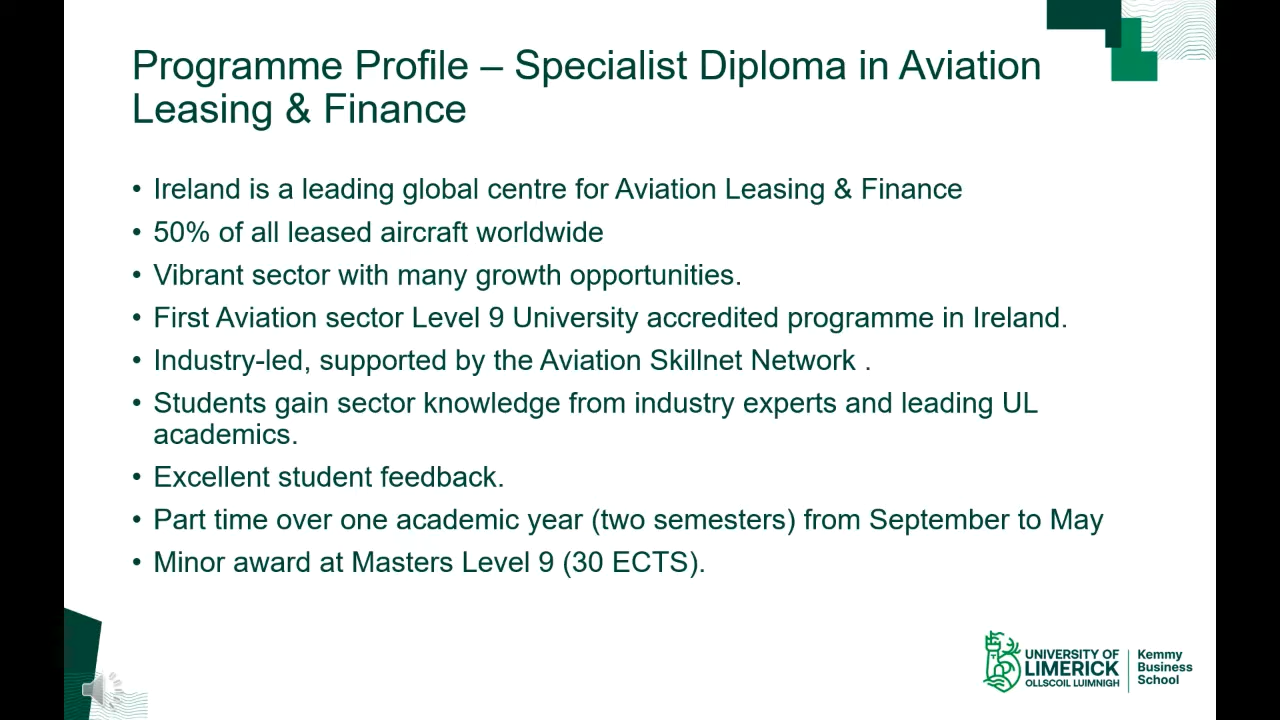 Programme Profile – Specialist Diploma in Aviation
Leasing & Finance
• Ireland is a leading global centre for Aviation Leasing & Finance
• 50% of all leased aircraft worldwide
• Vibrant sector with many growth opportunities.
• First Aviation sector Level 9 University accredited programme in Ireland.
• Industry-led, supported by the Aviation Skillnet Network .
• Students gain sector knowledge from industry experts and leading UL
academics.
• Excellent student feedback.
• Part time over one academic year (two semesters) from September to May
• Minor award at Masters Level 9 (30 ECTS).
UNIVERSITY OF
LIMERICK
OLLSCOIL LUIMNIGH
Kemmy
Business
School